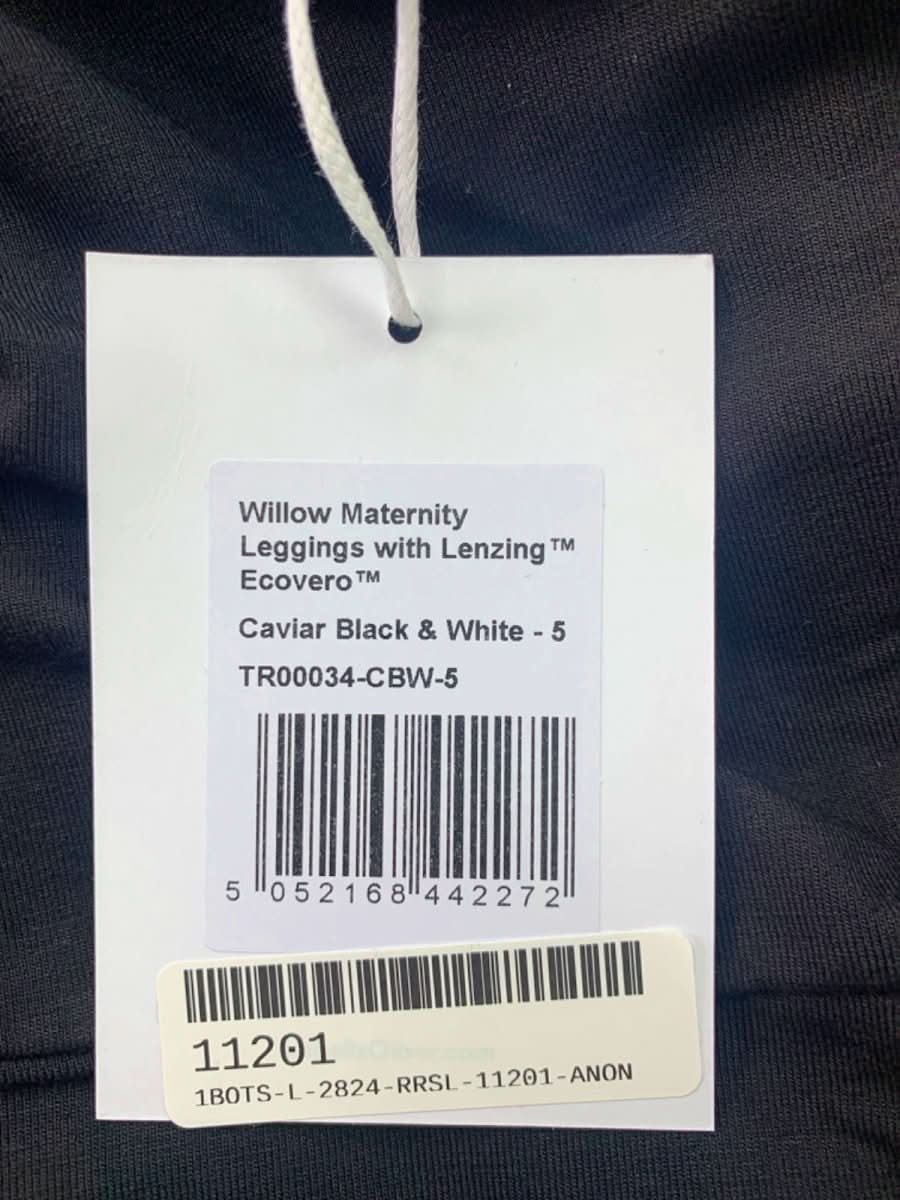 Willow Maternity
Leggings with Lenzing™
Ecovero™
Caviar Black & White - 5
TR00034-CBW-5
5 052168 442272
11201
1BOTS-L-2824-RRSL-11201-ANON